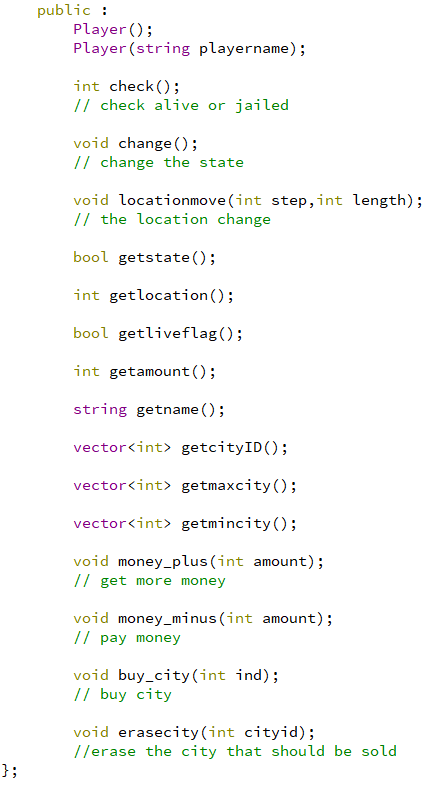 public :
Player();
Player(string playername);
int check();
// check alive or jailed
void change();
// change the state
void locationmove(int step,int length);
// the location change
bool getstate();
int getlocation();
bool getliveflag();
int getamount();
string getname();
vector<int> getcityID();
vector<int> getmaxcity();
vector<int> getmincity();
void money_plus(int amount);
// get more money
void money_minus(int amount);
// pay money
void buy_city(int ind);
// buy city
void erasecity(int cityid);
//erase the city that should be sold
};